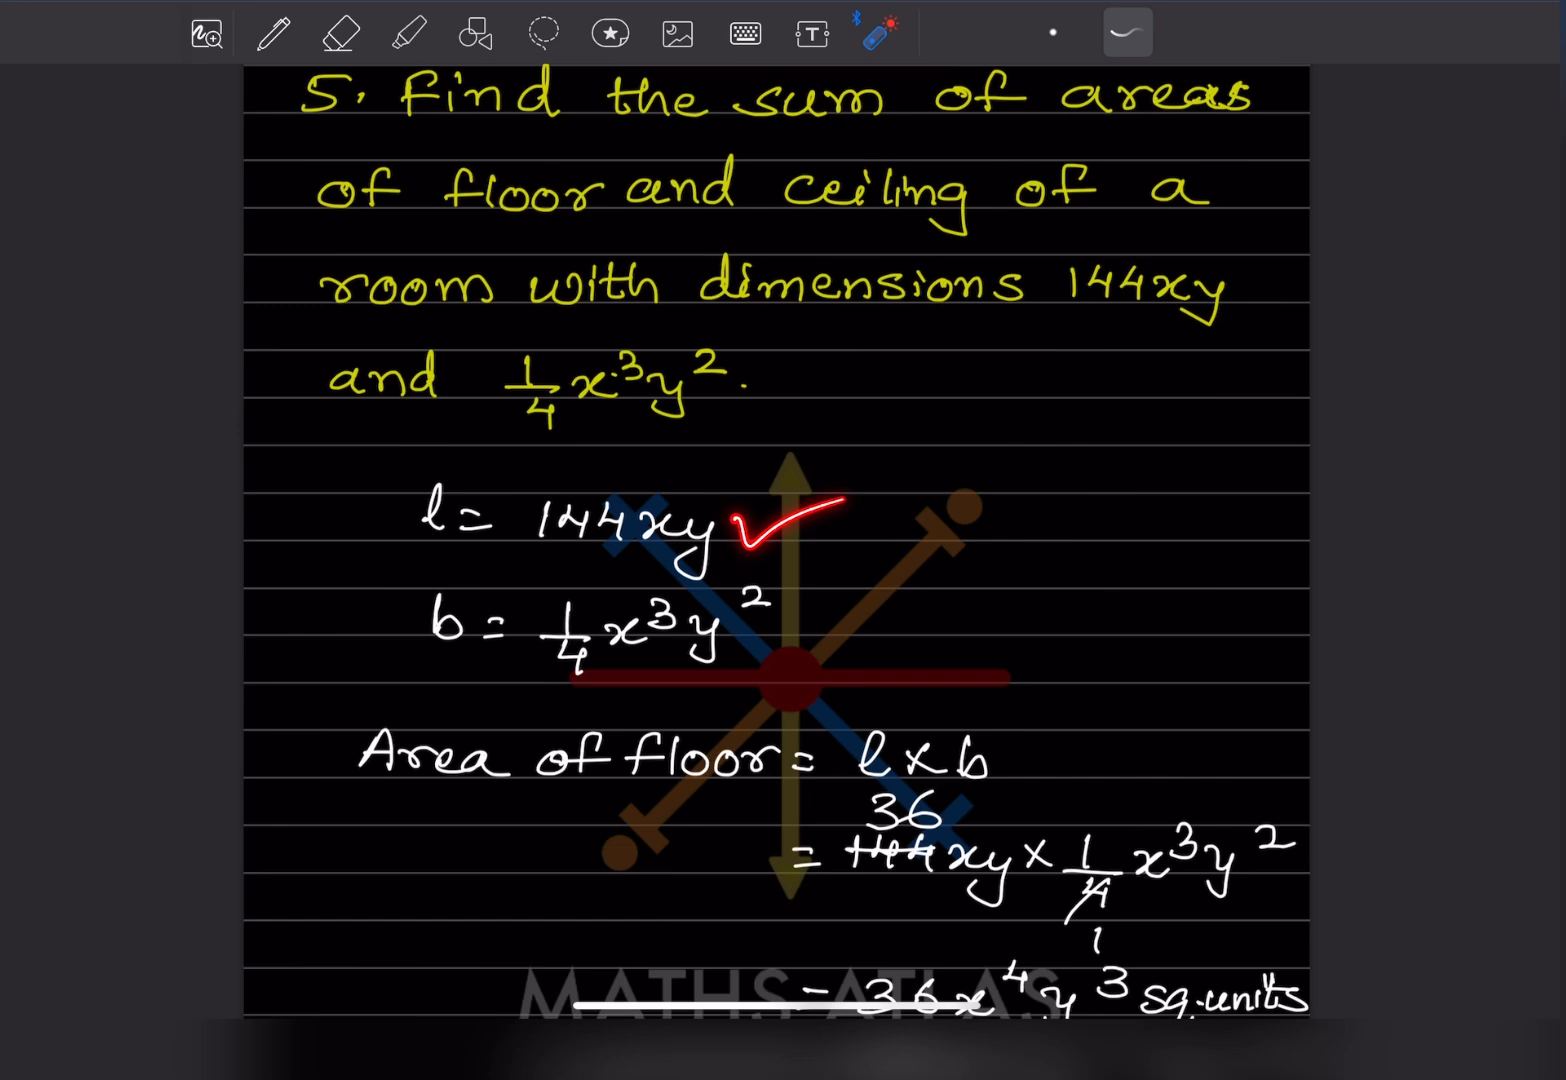 5. Find the sum of areas
of floor and ceiling of a
room with dimensions 144xy
and 1/4 x³y².
l = 144xy
b = 1/4 x³y²
Area of floor = l × b
36
= 144xy × 1/4 x³y²
1
= 36x⁴y³ sq.units
MATHS ATLAS